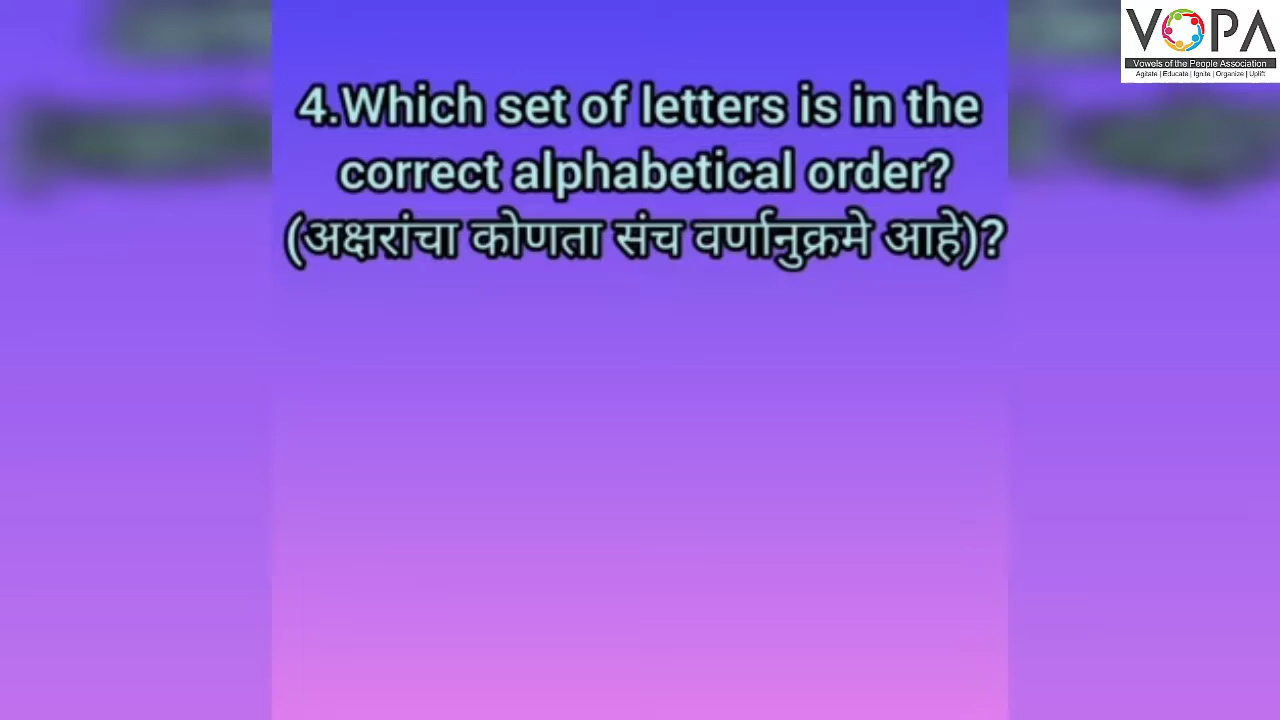 VOPA
Vowels of the People Association
Agitate | Educate | Ignite | Organize | Uplift
4.Which set of letters is in the
correct alphabetical order?
(अक्षरांचा कोणता संच वर्णानुक्रमे आहे)?